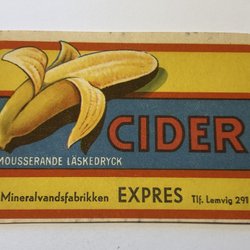 CIDER
MOUSSERANDE LÄSKEDRYCK
Mineralvandsfabrikken EXPRES Tlf. Lemvig 291